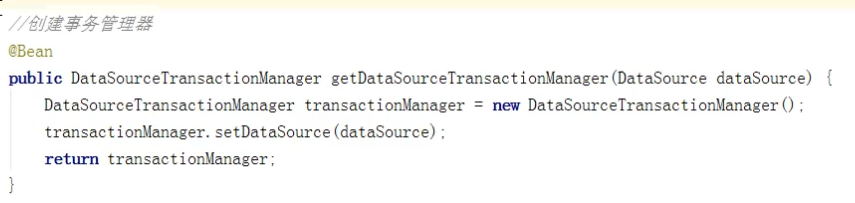 //创建事务管理器
@Bean
public DataSourceTransactionManager getDataSourceTransactionManager(DataSource dataSource) {
    DataSourceTransactionManager transactionManager = new DataSourceTransactionManager();
    transactionManager.setDataSource(dataSource);
    return transactionManager;
}